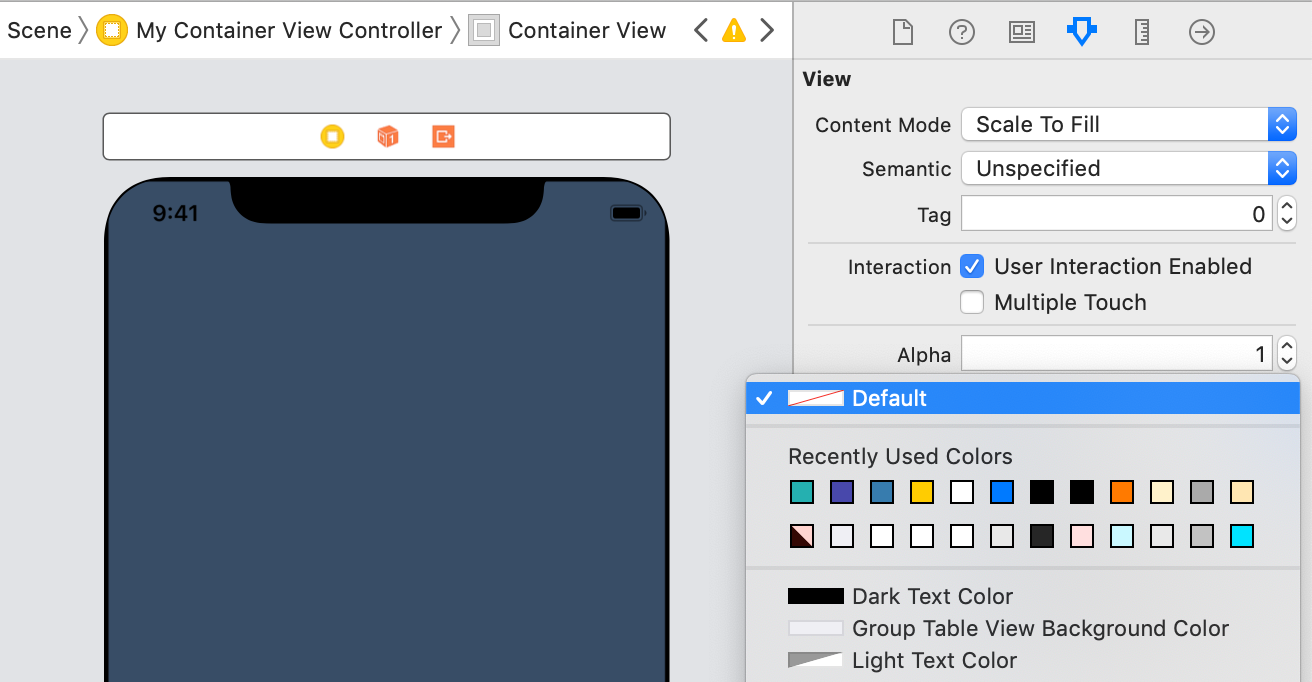 Scene My Container View Controller Container View
View
Content Mode Scale To Fill
Semantic Unspecified
Tag 0
Interaction User Interaction Enabled
Multiple Touch
Alpha 1
9:41
Default
Recently Used Colors
Dark Text Color
Group Table View Background Color
Light Text Color